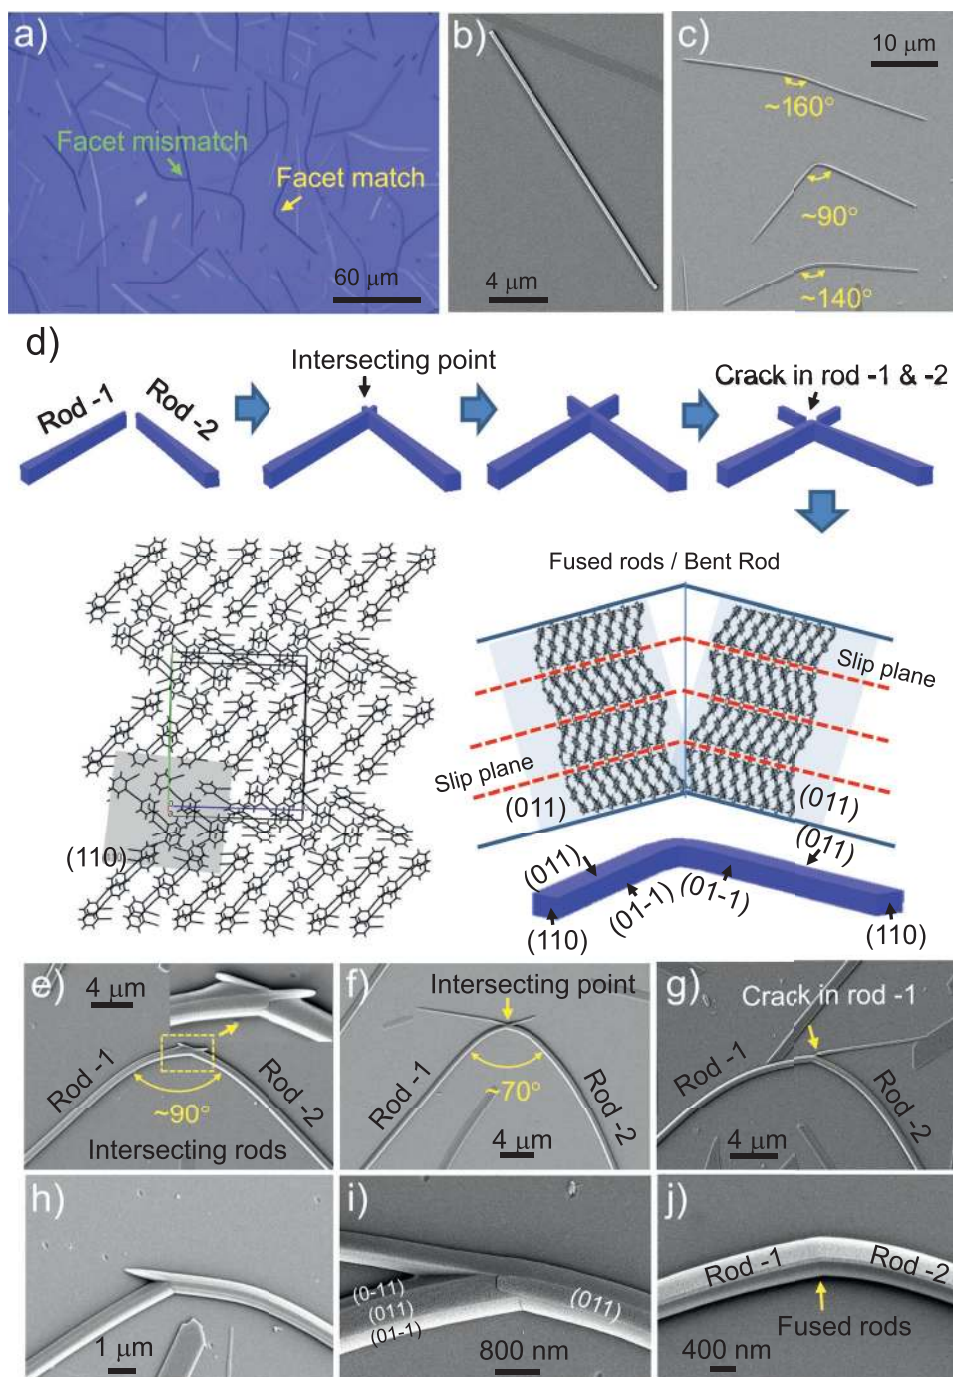 a)
Facet mismatch
Facet match
60 μm
b)
4 μm
c)
10 μm
~160°
~90°
~140°
d)
Rod -1
Rod -2
Intersecting point
Crack in rod -1 & -2
Fused rods / Bent Rod
Slip plane
Slip plane
(011)
(011)
(110)
(011)
(01-1)
(01-1)
(011)
(110)
(110)
e)
4 μm
Rod -1
Rod -2
~90°
Intersecting rods
f)
Intersecting point
Rod -1
Rod -2
~70°
4 μm
g)
Crack in rod -1
Rod -1
Rod -2
4 μm
h)
1 μm
i)
(0-11)
(011)
(01-1)
(011)
800 nm
j)
Rod -1
Rod -2
Fused rods
400 nm